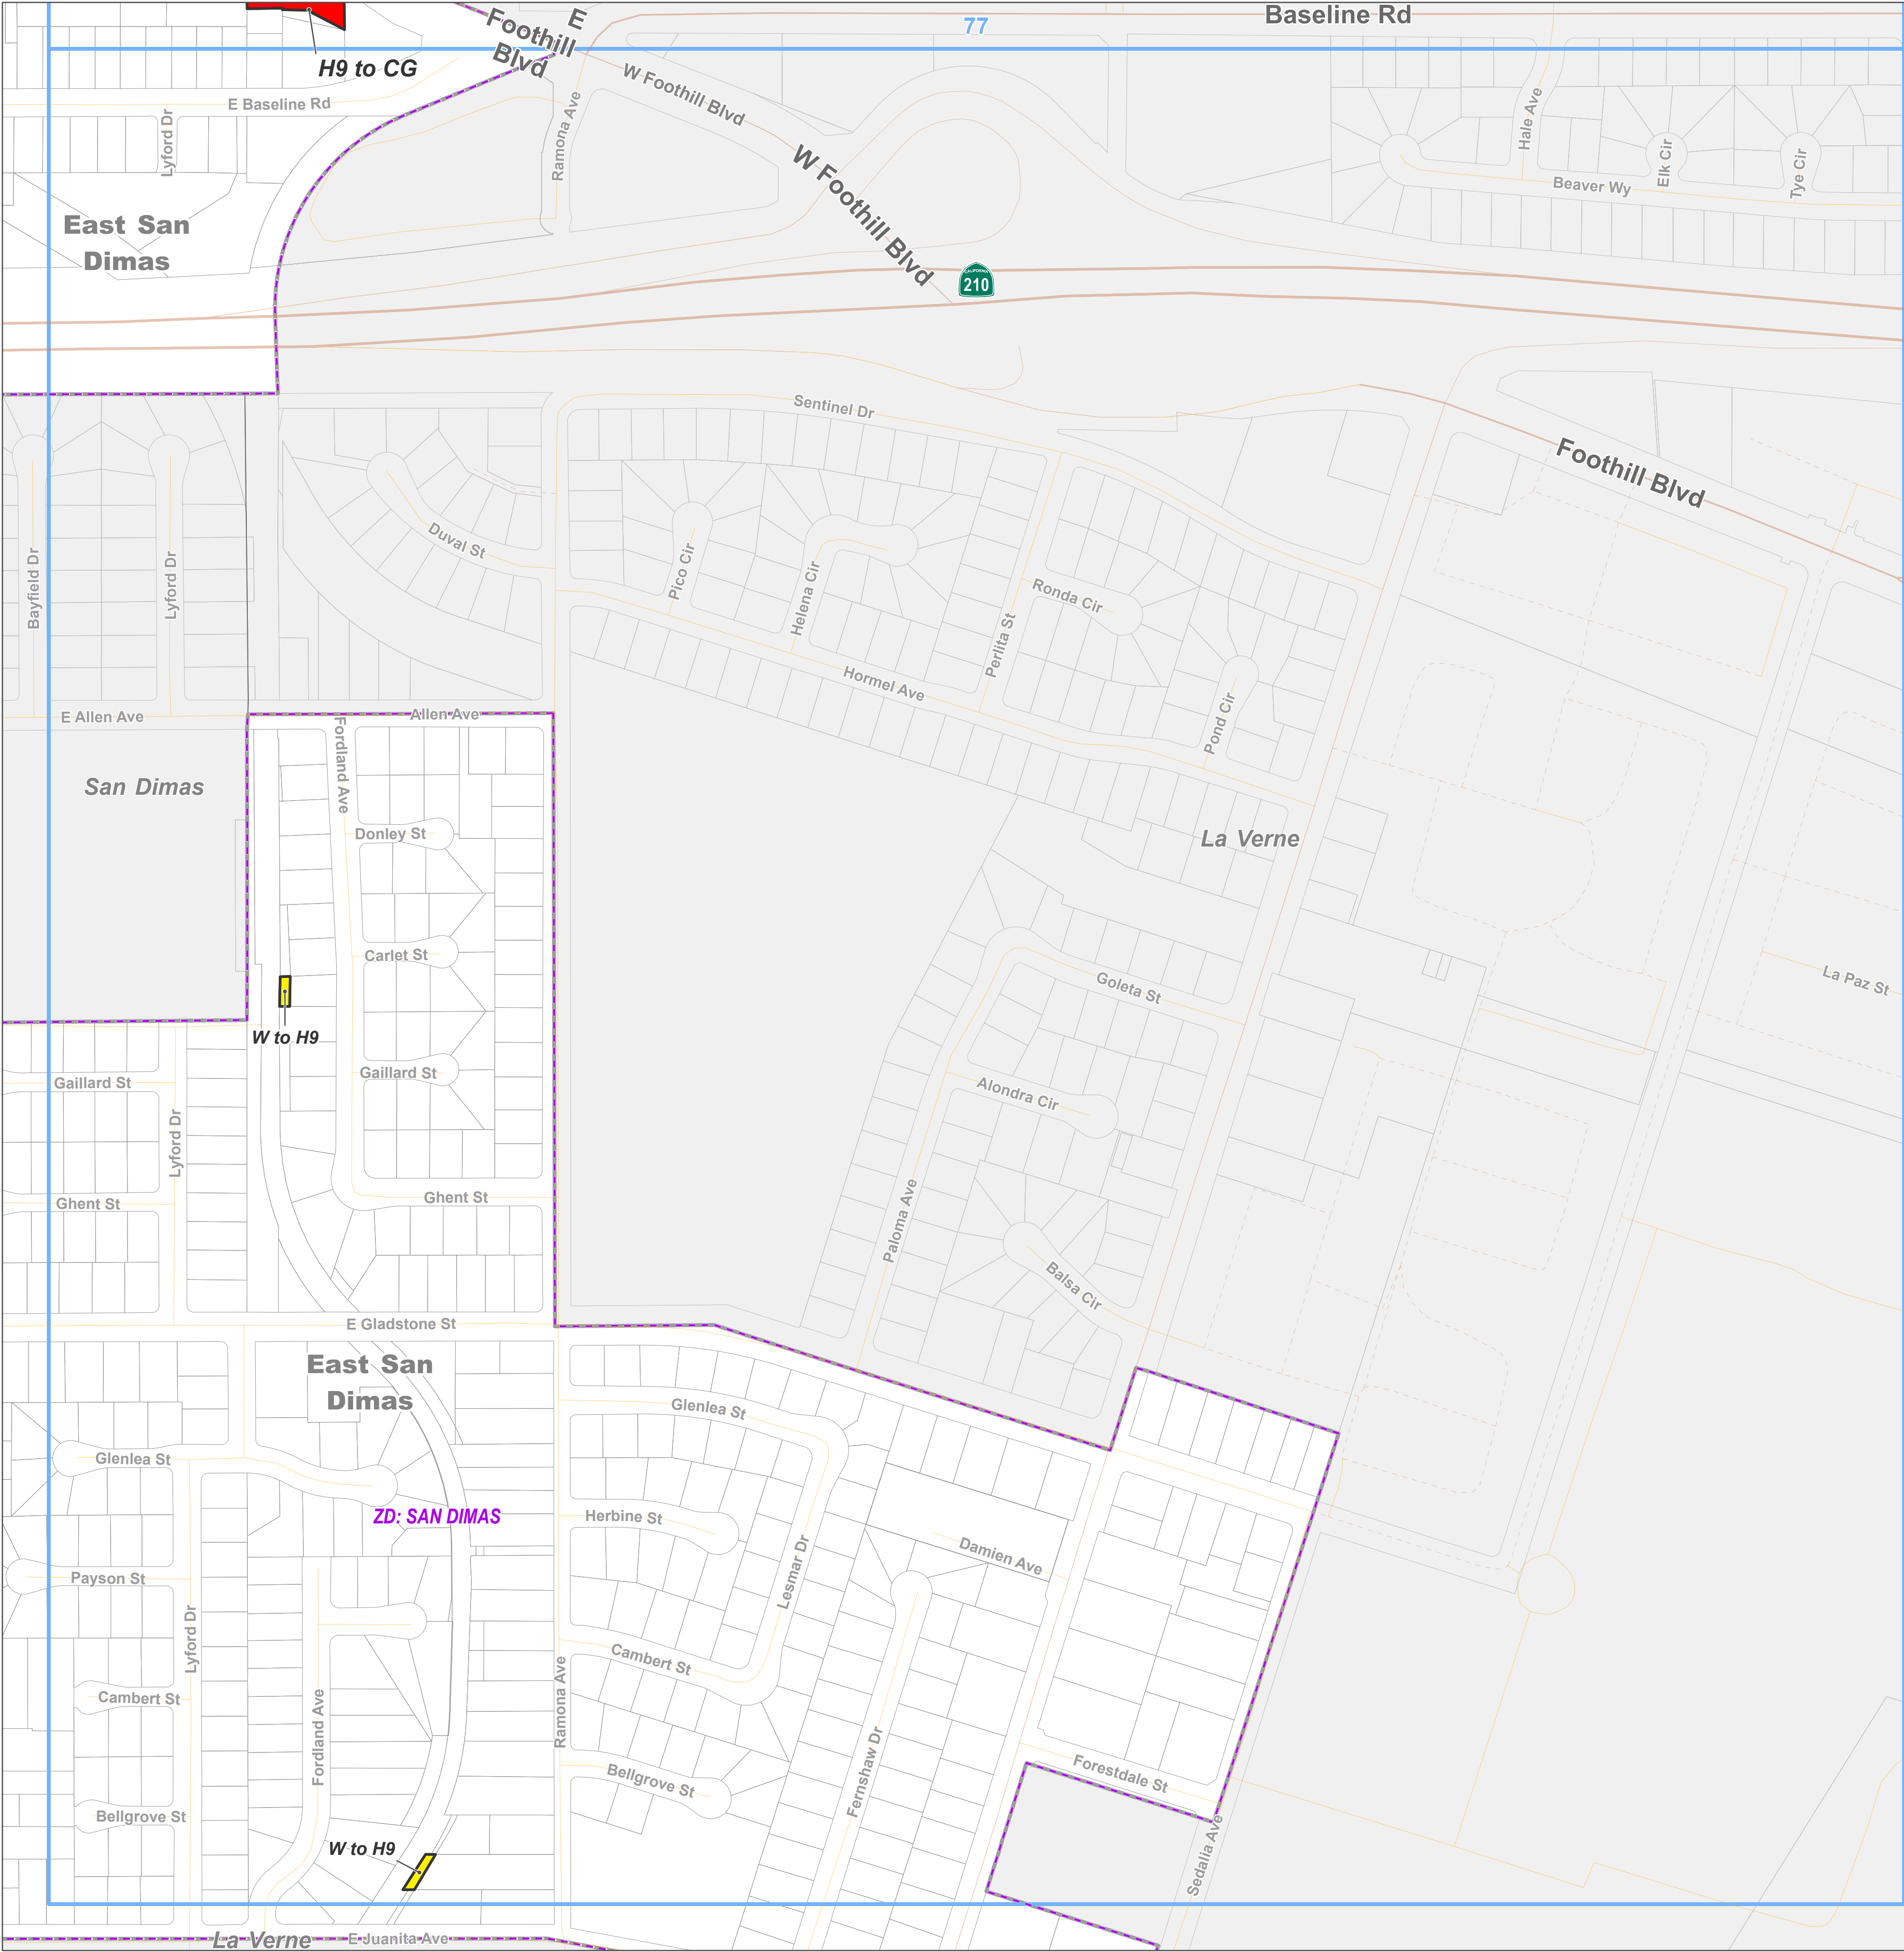 Baseline Rd
77
E
Foothill
Blvd
H9 to CG
W Foothill Blvd
E Baseline Rd
Lyford Dr
Ramona Ave
Hale Ave
Elk Cir
Tye Cir
Beaver Wy
W Foothill Blvd
East San
Dimas
CALIFORNIA
210
Sentinel Dr
Foothill Blvd
Duval St
Bayfield Dr
Lyford Dr
Pico Cir
Helena Cir
Ronda Cir
Perlita St
Hormel Ave
Pond Cir
E Allen Ave
Allen Ave
Fordland Ave
San Dimas
Donley St
La Verne
Carlet St
Goleta St
La Paz St
W to H9
Gaillard St
Gaillard St
Alondra Cir
Lyford Dr
Ghent St
Ghent St
Paloma Ave
Balsa Cir
E Gladstone St
East San
Dimas
Glenlea St
Glenlea St
ZD: SAN DIMAS
Herbine St
Damien Ave
Lesmar Dr
Payson St
Lyford Dr
Cambert St
Cambert St
Ramona Ave
Fordland Ave
Fernshaw Dr
Forestdale St
Bellgrove St
Bellgrove St
W to H9
Sedalia Ave
La Verne
E Juanita Ave